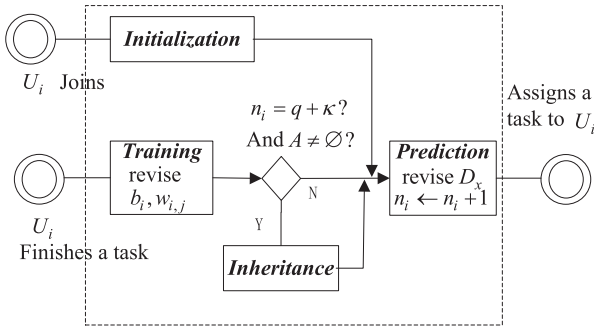 Initialization
U_i Joins
n_i = q + κ?
And A ≠ ∅?
Assigns a
task to U_i
Training
revise
b_i, w_{i,j}
Prediction
revise D_x
n_i ← n_i + 1
N
U_i
Finishes a task
Y
Inheritance